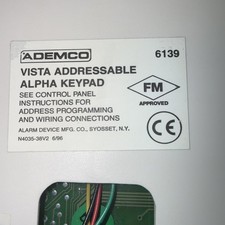 ADEMCO 6139
VISTA ADDRESSABLE
ALPHA KEYPAD
SEE CONTROL PANEL
INSTRUCTIONS FOR
ADDRESS PROGRAMMING
AND WIRING CONNECTIONS
FM
APPROVED
CE
ALARM DEVICE MFG. CO., SYOSSET, N.Y.
N4035-36V2 6/96